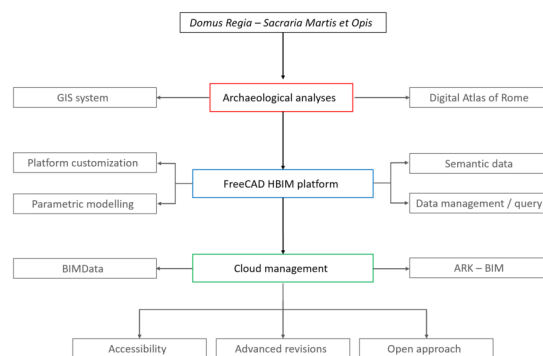 Domus Regia – Sacraria Martis et Opis
GIS system
Archaeological analyses
Digital Atlas of Rome
Platform customization
Semantic data
FreeCAD HBIM platform
Parametric modelling
Data management / query
BIMData
Cloud management
ARK – BIM
Accessibility
Advanced revisions
Open approach